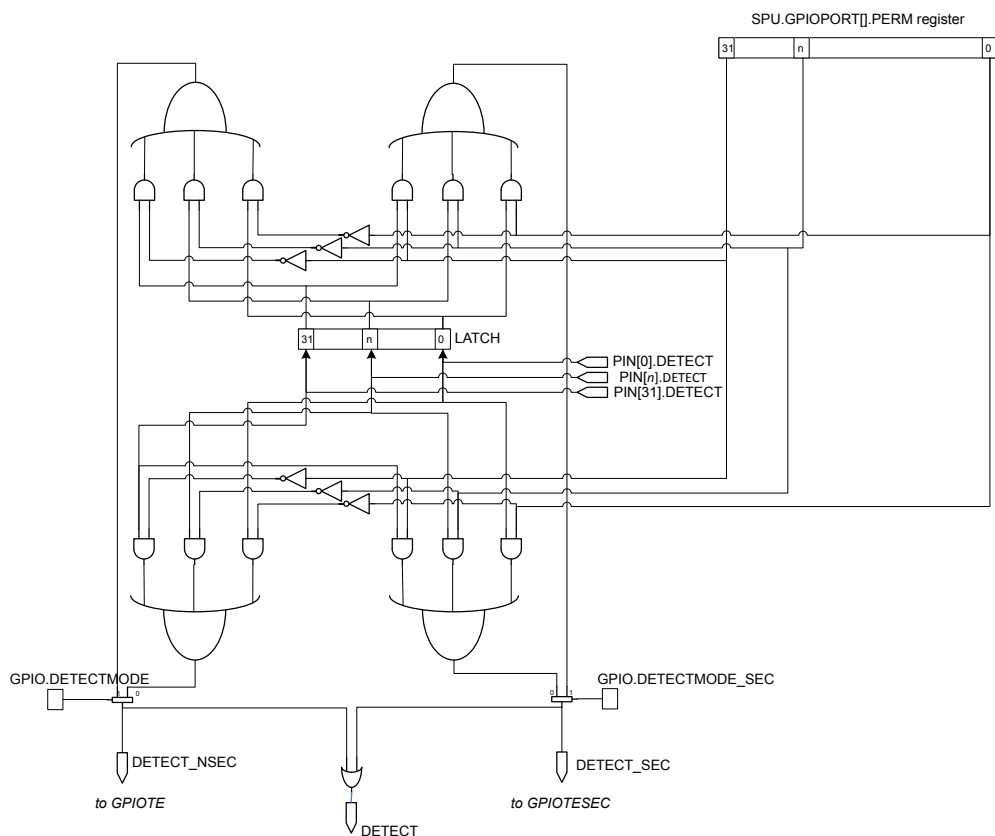 SPU.GPIOPORT[].PERM register
31 n 0
31 n 0 LATCH
PIN[0].DETECT
PIN[n].DETECT
PIN[31].DETECT
GPIO.DETECTMODE
1 0
0 1
GPIO.DETECTMODE_SEC
DETECT_NSEC
DETECT_SEC
to GPIOTE
to GPIOTESEC
DETECT